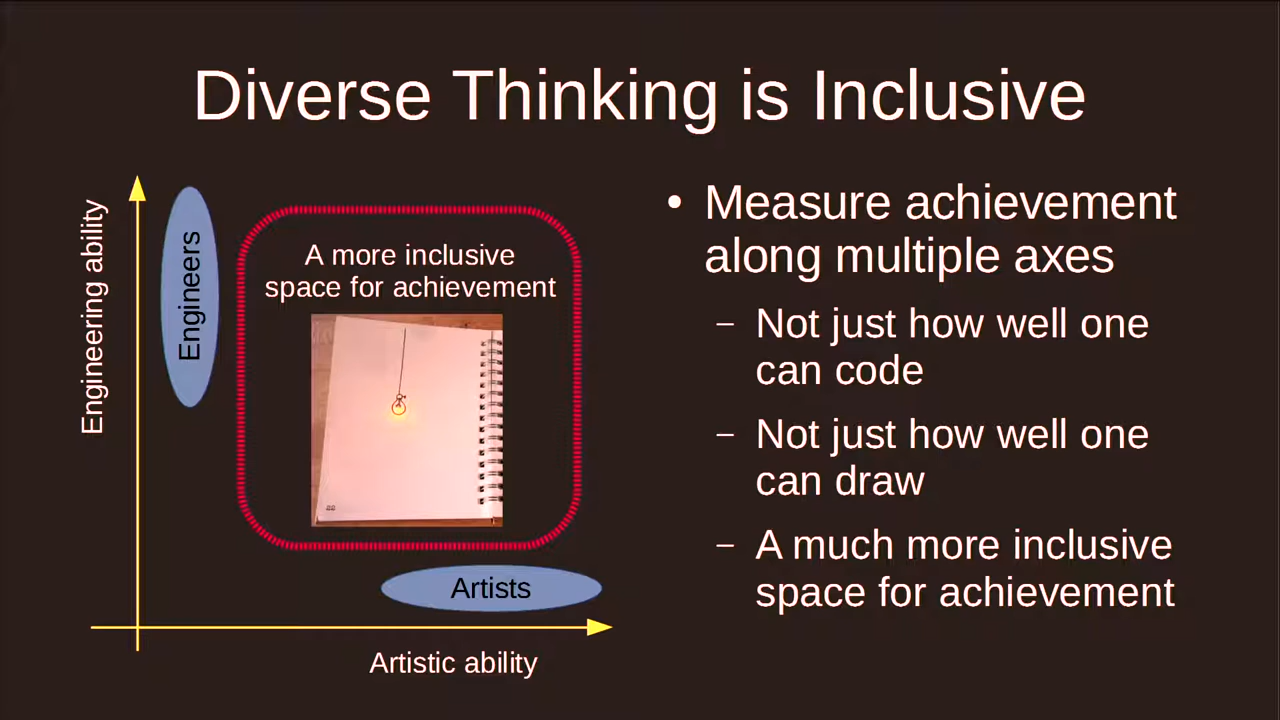 Diverse Thinking is Inclusive
Engineering ability
Engineers
A more inclusive
space for achievement
Artists
Artistic ability
• Measure achievement
along multiple axes
– Not just how well one
can code
– Not just how well one
can draw
– A much more inclusive
space for achievement